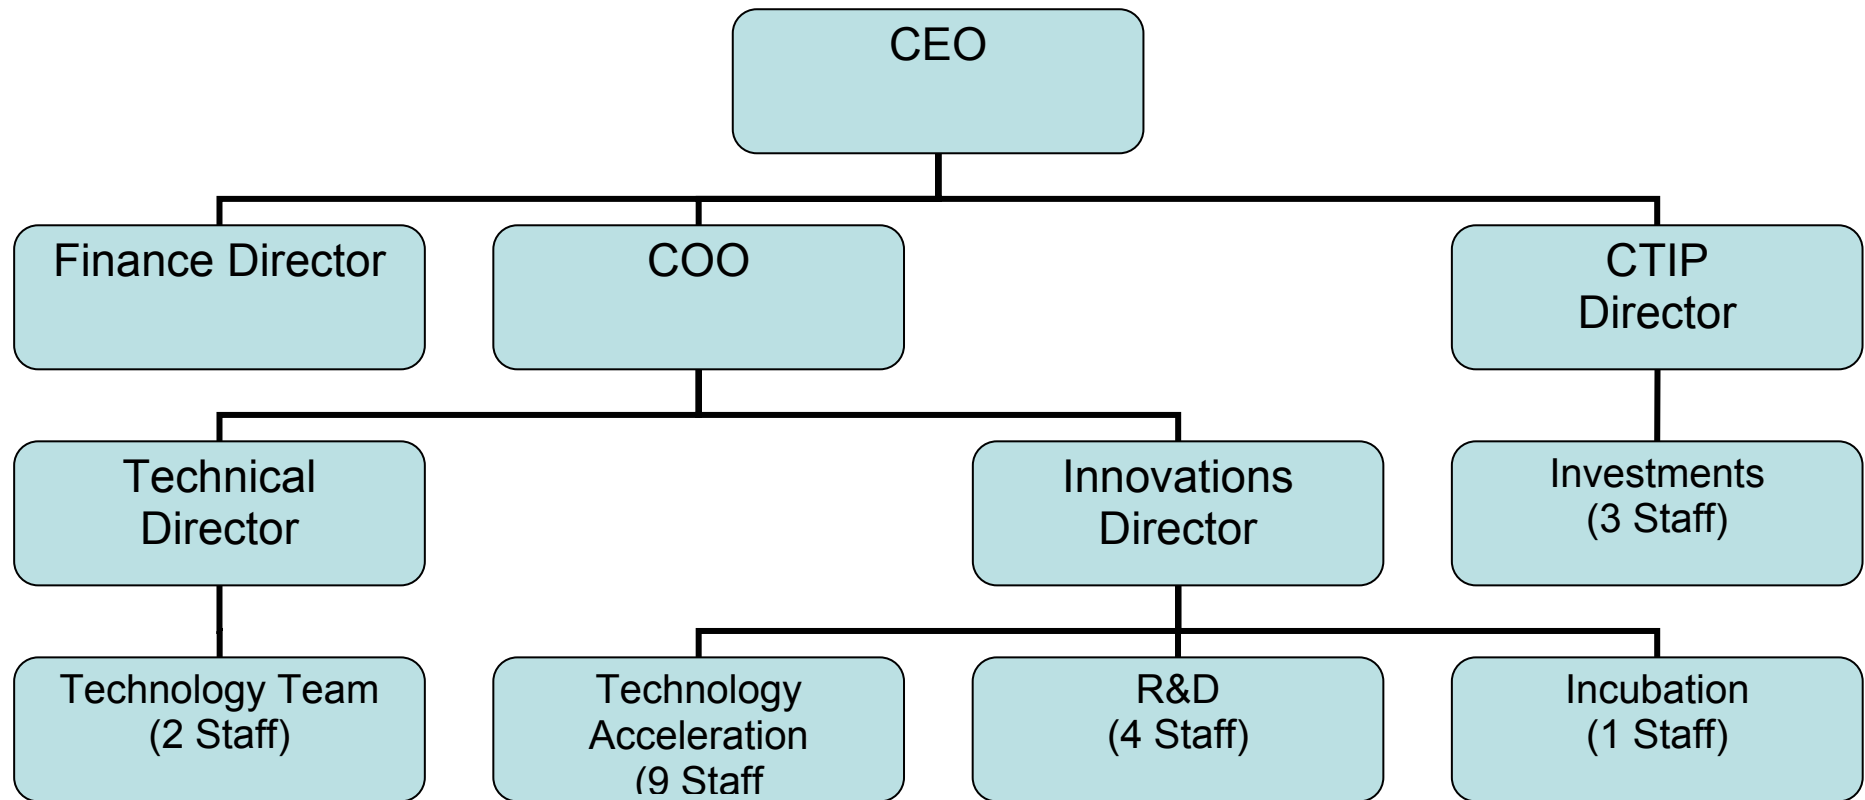 CEO
Finance Director
COO
CTIP
Director
Technical
Director
Innovations
Director
Investments
(3 Staff)
Technology Team
(2 Staff)
Technology
Acceleration
(9 Staff
R&D
(4 Staff)
Incubation
(1 Staff)